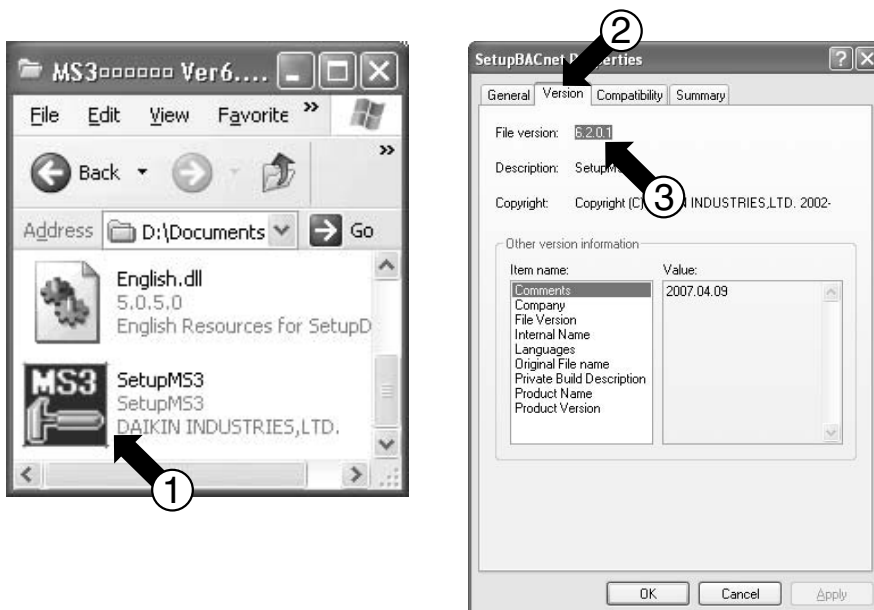 MS3□□□□□□ Ver6....
File Edit View Favorite »
Back »
Address D:\Documents Go
English.dll
5.0.5.0
English Resources for SetupD
MS3
SetupMS3
SetupMS3
DAIKIN INDUSTRIES,LTD.
1
2
SetupBACnet P erties
General Version Compatibility Summary
File version: 6.2.0.1
Description: SetupMS
3
Copyright: Copyright (C) N INDUSTRIES,LTD. 2002-
Other version information
Item name: Value:
Comments 2007.04.09
Company
File Version
Internal Name
Languages
Original File name
Private Build Description
Product Name
Product Version
OK Cancel Apply